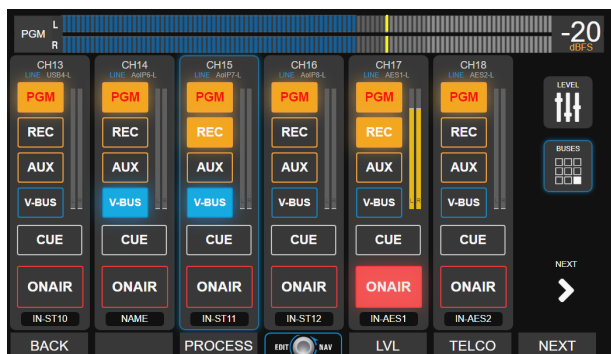 PGM L R -20 dBFS
CH13 CH14 CH15 CH16 CH17 CH18
LINE USB4-L LINE AoIP6-L LINE AoIP7-L LINE AoIP8-L LINE AES1-L LINE AES2-L
LEVEL
PGM PGM PGM PGM PGM PGM
REC REC REC REC REC REC
BUSES
AUX AUX AUX AUX AUX AUX
V-BUS V-BUS V-BUS V-BUS V-BUS L R V-BUS
CUE CUE CUE CUE CUE CUE
NEXT
ONAIR ONAIR ONAIR ONAIR ONAIR ONAIR
IN-ST10 NAME IN-ST11 IN-ST12 IN-AES1 IN-AES2
BACK PROCESS EDIT NAV LVL TELCO NEXT